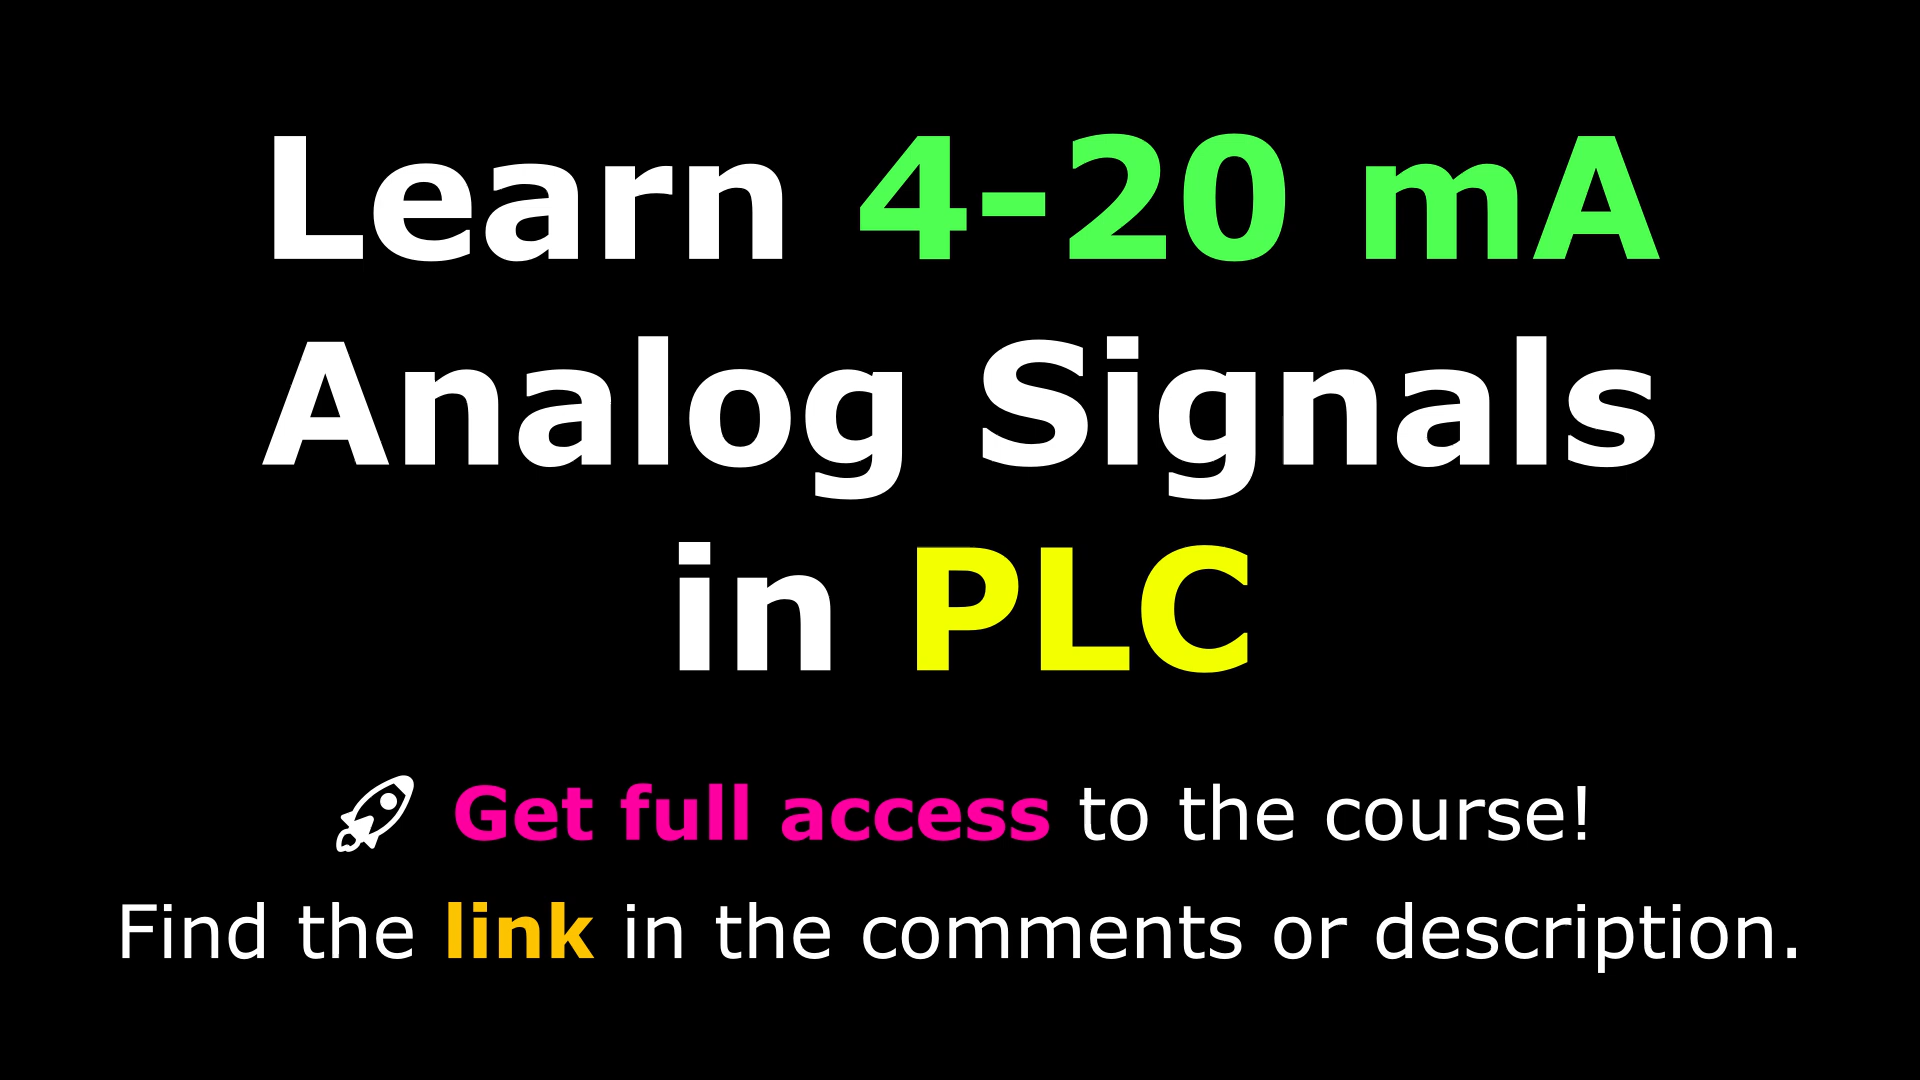 Learn 4-20 mA
Analog Signals
in PLC
🚀 Get full access to the course!
Find the link in the comments or description.